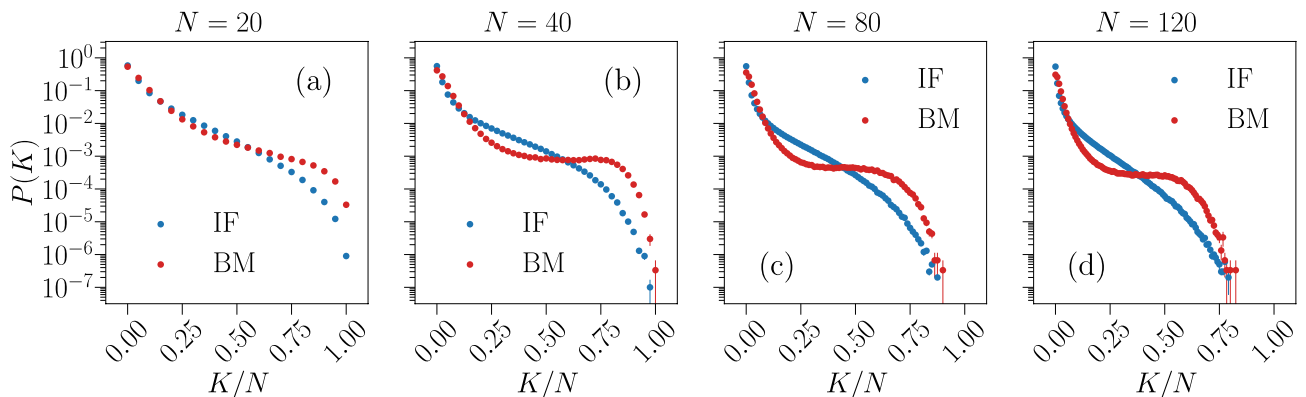 N = 20
N = 40
N = 80
N = 120
P(K)
10^0
10^-1
10^-2
10^-3
10^-4
10^-5
10^-6
10^-7
(a)
IF
BM
(b)
IF
BM
IF
BM
(c)
IF
BM
(d)
0.00 0.25 0.50 0.75 1.00
0.00 0.25 0.50 0.75 1.00
0.00 0.25 0.50 0.75 1.00
0.00 0.25 0.50 0.75 1.00
K/N
K/N
K/N
K/N